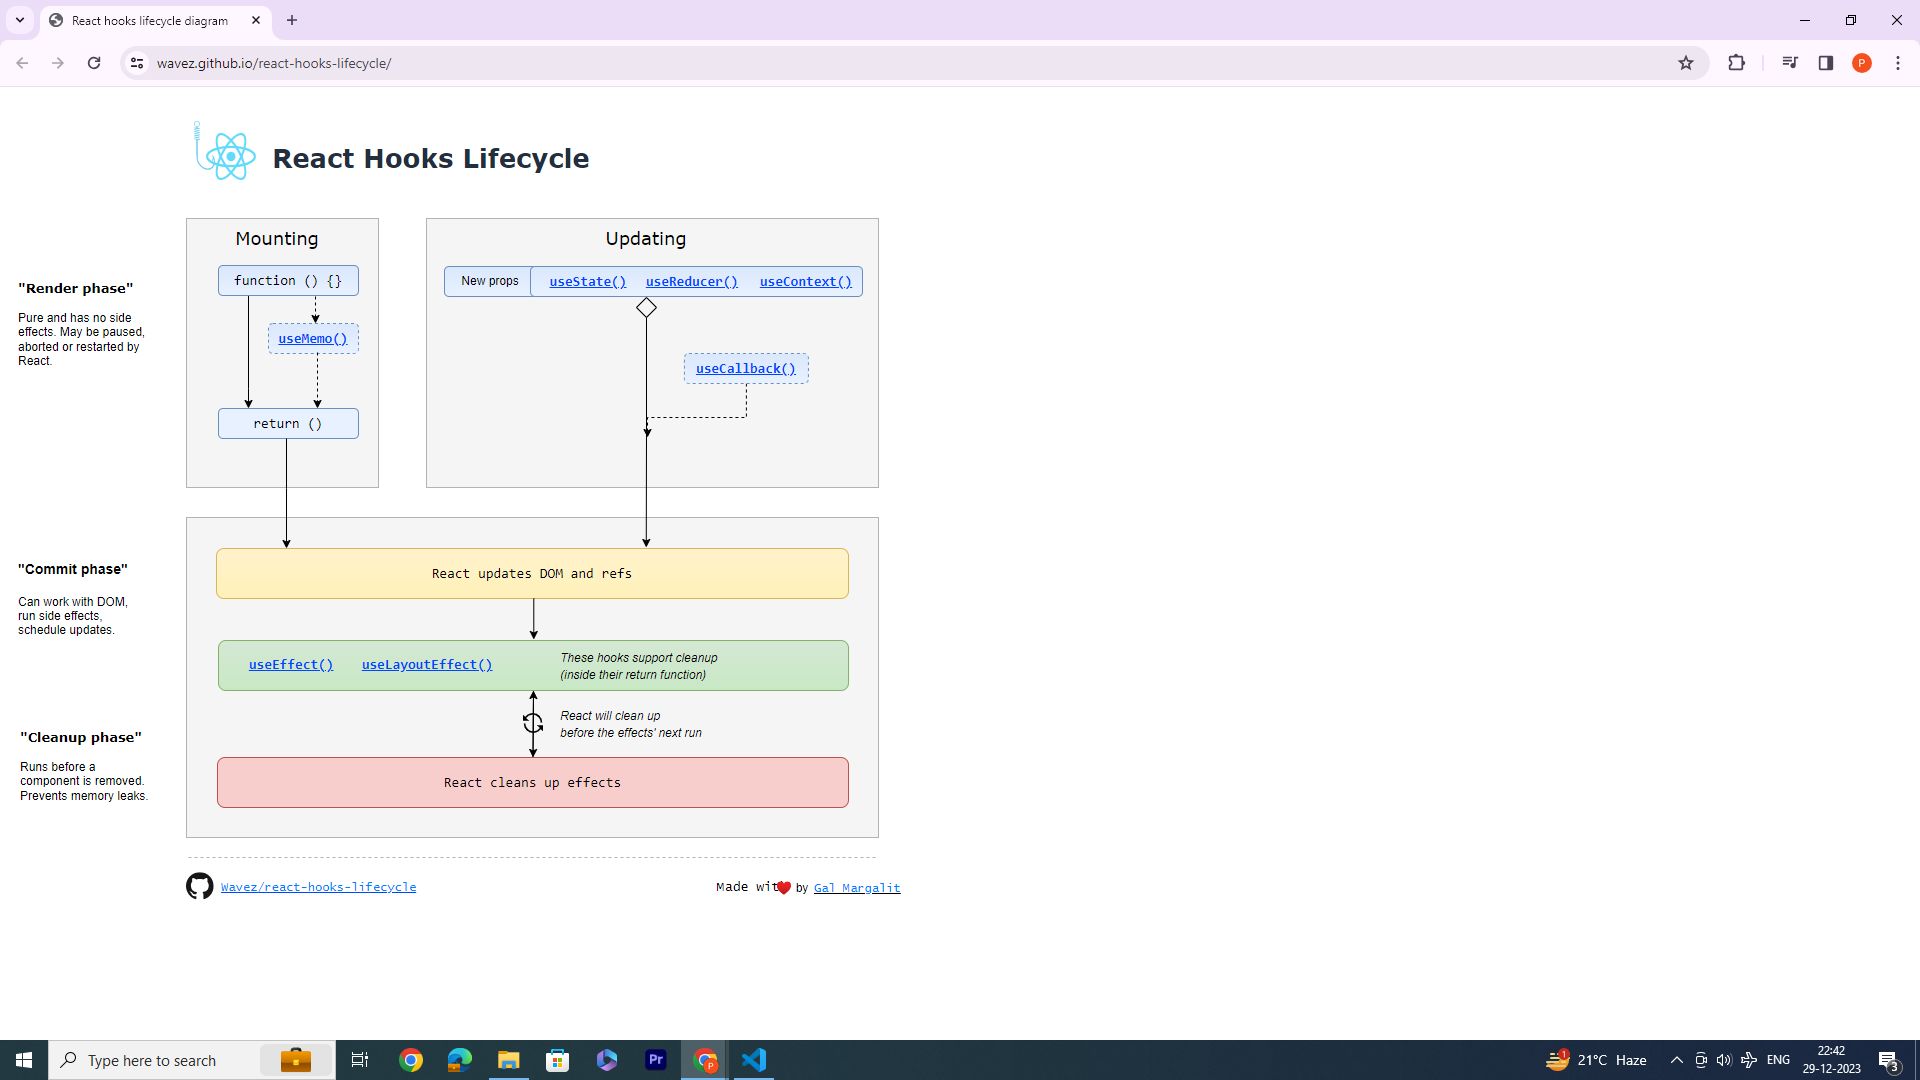 React hooks lifecycle diagram
wavez.github.io/react-hooks-lifecycle/
P
React Hooks Lifecycle
Mounting
Updating
function () {}
New props
useState()
useReducer()
useContext()
"Render phase"
Pure and has no side
effects. May be paused,
aborted or restarted by
React.
useMemo()
useCallback()
return ()
"Commit phase"
Can work with DOM,
run side effects,
schedule updates.
React updates DOM and refs
useEffect()
useLayoutEffect()
These hooks support cleanup
(inside their return function)
React will clean up
before the effects' next run
"Cleanup phase"
Runs before a
component is removed.
Prevents memory leaks.
React cleans up effects
Wavez/react-hooks-lifecycle
Made wit by Gal Margalit
Type here to search
Pr
P
1
21°C Haze
ENG
22:42
29-12-2023
3